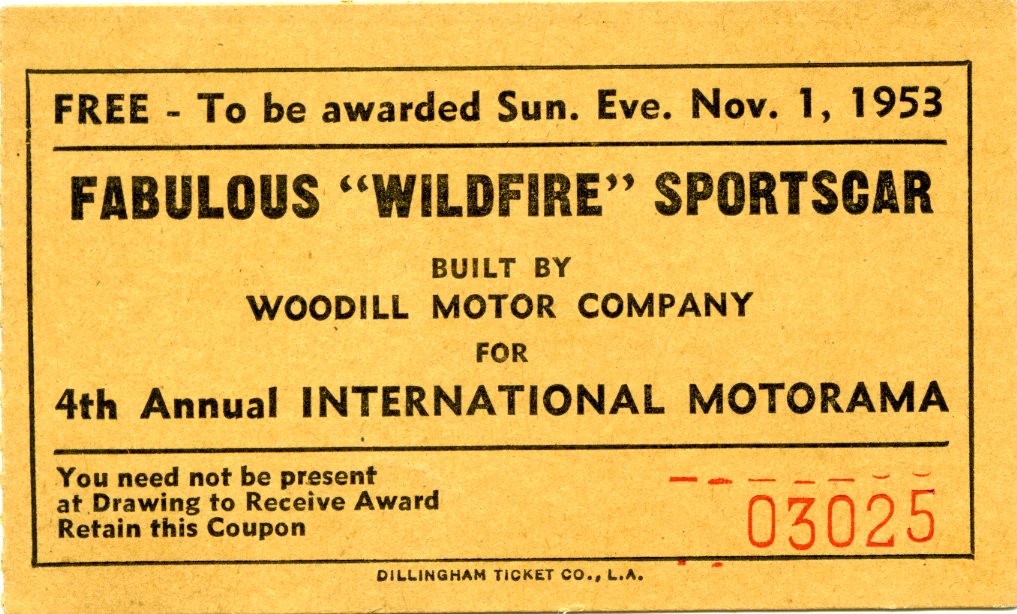 FREE - To be awarded Sun. Eve. Nov. 1, 1953
FABULOUS “WILDFIRE” SPORTSCAR
BUILT BY
WOODILL MOTOR COMPANY
FOR
4th Annual INTERNATIONAL MOTORAMA
You need not be present
at Drawing to Receive Award
Retain this Coupon
03025
DILLINGHAM TICKET CO., L.A.